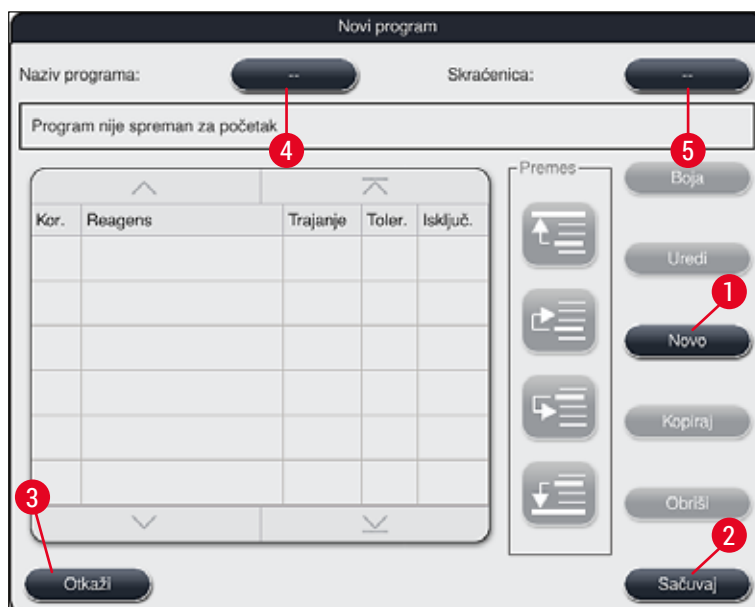 Novi program
Naziv programa: -- Skraćenica: --
Program nije spreman za početak
4 5
Premes Boja
Kor. Reagens Trajanje Toler. Isključ.
Uredi
1
Novo
Kopiraj
3 Obriši
2
Otkaži Sačuvaj